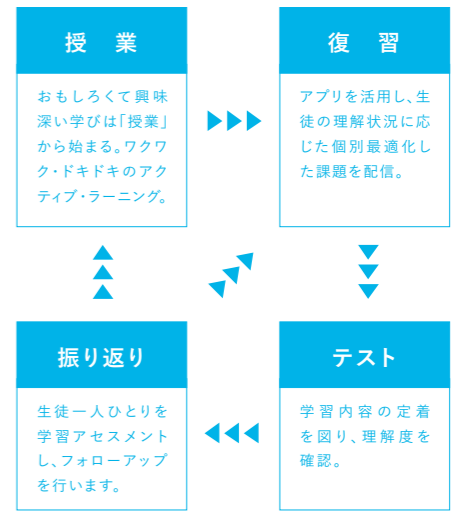 授　業
おもしろくて興味
深い学びは「授業」
から始まる。ワクワ
ク・ドキドキのアク
ティブ・ラーニング。
復　習
アプリを活用し、生
徒の理解状況に応
じた個別最適化し
た課題を配信。
振り返り
生徒一人ひとりを
学習アセスメント
し、フォローアップ
を行います。
テスト
学習内容の定着
を図り、理解度を
確認。